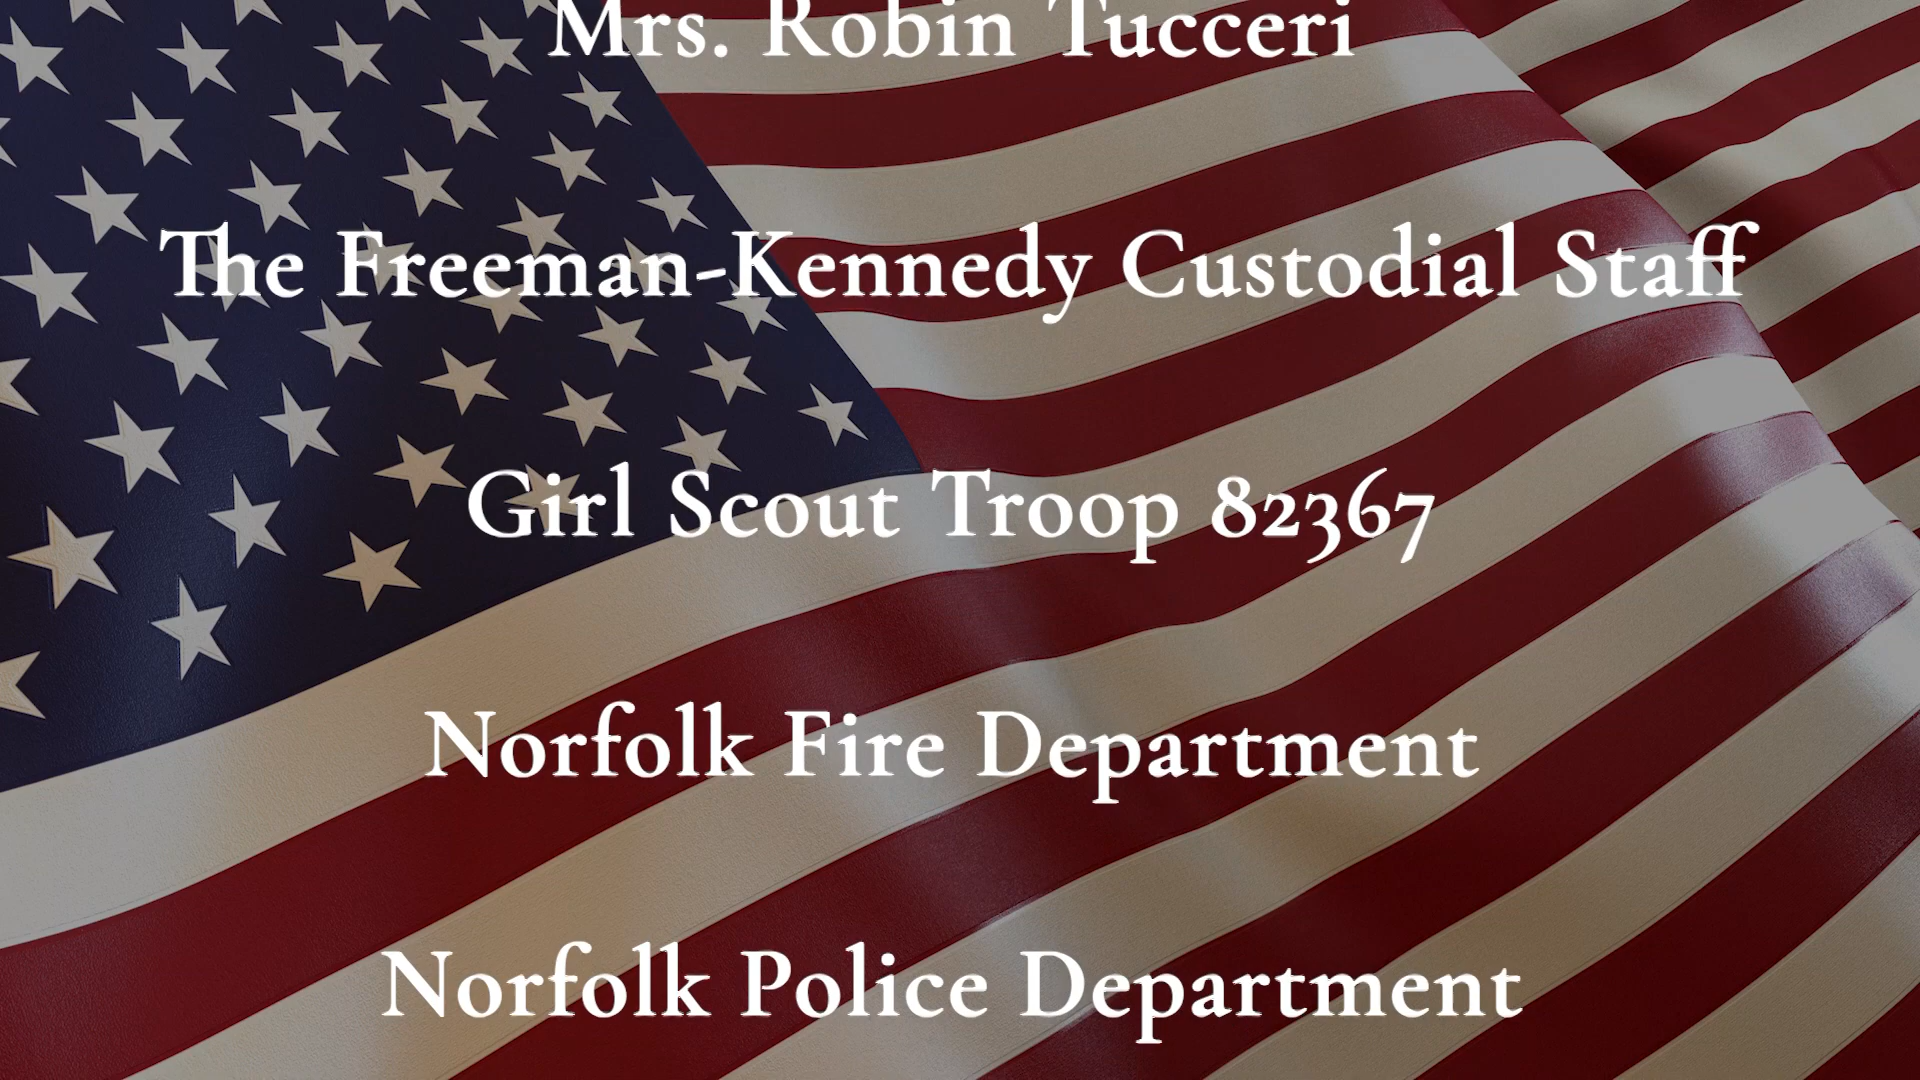 Mrs. Robin Tucceri
The Freeman-Kennedy Custodial Staff
Girl Scout Troop 82367
Norfolk Fire Department
Norfolk Police Department